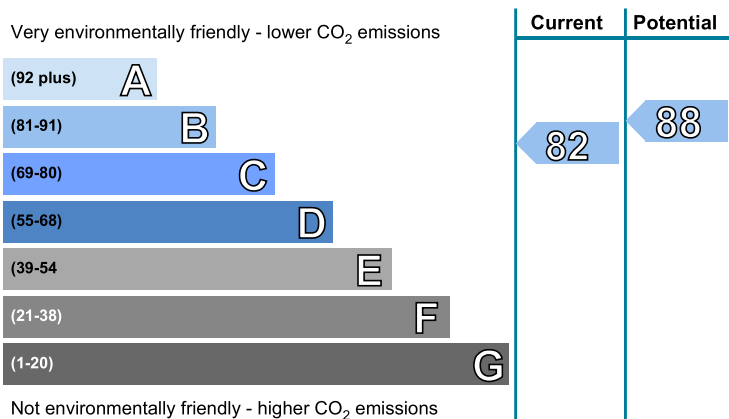 Very environmentally friendly - lower CO2 emissions
Current
Potential
(92 plus) A
(81-91) B
(69-80) C
(55-68) D
(39-54 E
(21-38) F
(1-20) G
82
88
Not environmentally friendly - higher CO2 emissions